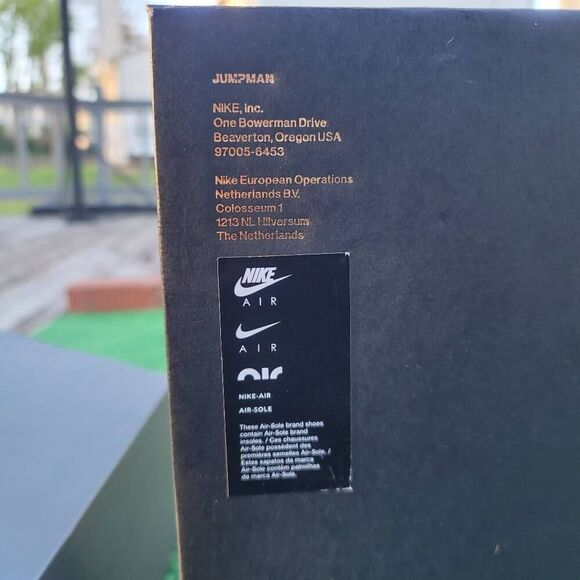 JUMPMAN
NIKE, Inc.
One Bowerman Drive
Beaverton, Oregon USA
97005-6453
Nike European Operations
Netherlands B.V.
Colosseum 1
1213 NL Hilversum
The Netherlands
NIKE
AIR
AIR
air
NIKE-AIR
AIR-SOLE
These Air-Sole brand shoes
contain Air-Sole brand
insoles. / Ces chaussures
Air-Sole possèdent des
premières semelles Air-Sole. /
Estes sapatos da marca
Air-Sole contêm palmilhas
da marca Air-Sole.